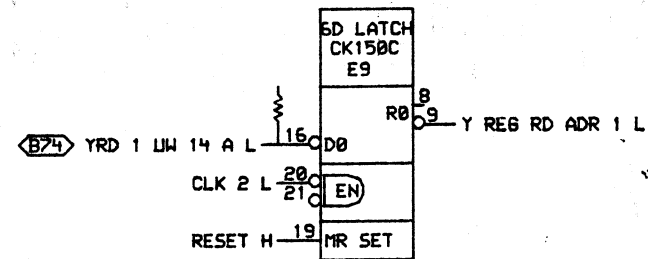 6D LATCH
CK150C
E9
8
R0
9
Y REG RD ADR 1 L
B74 YRD 1 UW 14 A L
16
D0
CLK 2 L
20
21
EN
RESET H
19
MR SET